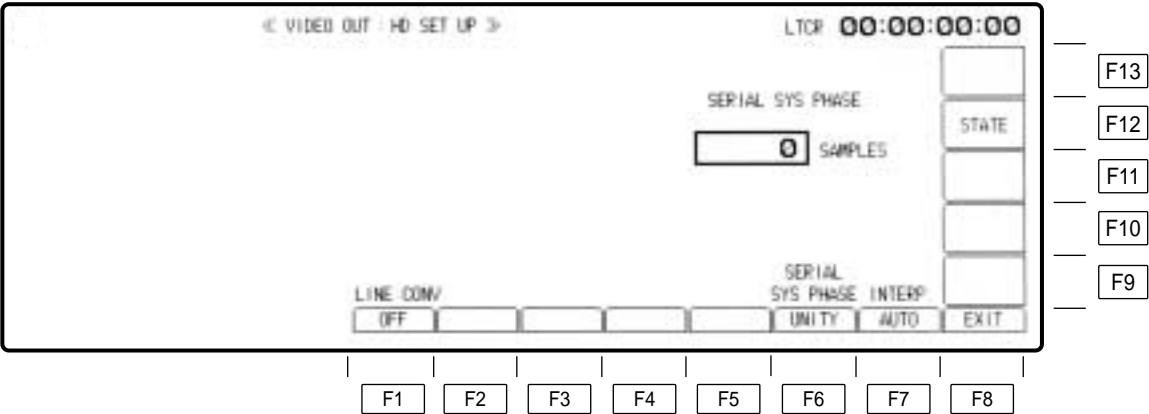 ≪ VIDEO OUT : HD SET UP ≫ LTCR 00:00:00:00
F13
SERIAL SYS PHASE
STATE F12
0 SAMPLES
F11
F10
SERIAL
F9
LINE CONV SYS PHASE INTERP
OFF UNITY AUTO EXIT
F1 F2 F3 F4 F5 F6 F7 F8